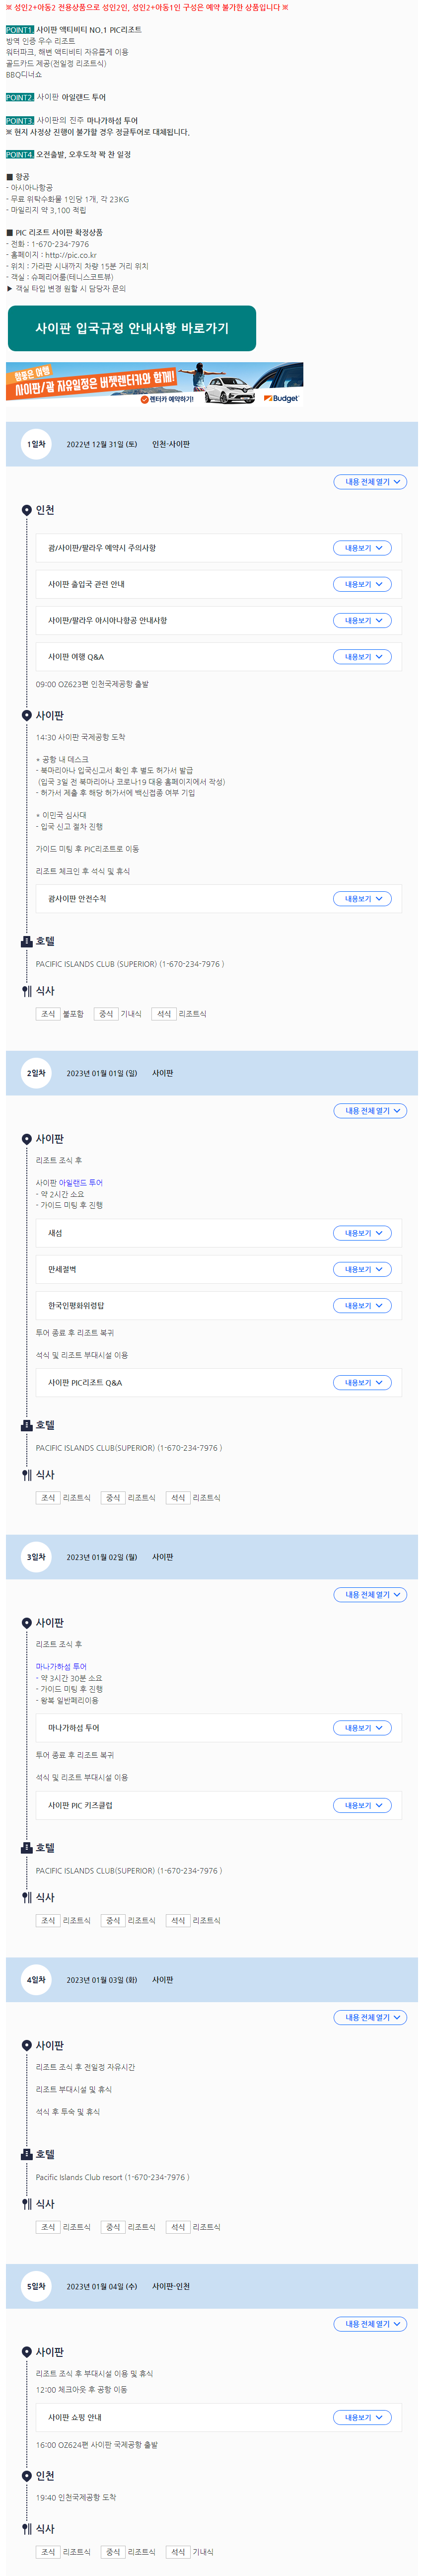 ※ 성인2+아동2 전용상품으로 성인2인, 성인2+아동1인 구성은 예약 불가한 상품입니다 ※
POINT1. 사이판 액티비티 NO.1 PIC리조트
방역 인증 우수 리조트
워터파크, 해변 액티비티 자유롭게 이용
골드카드 제공(전일정 리조트식)
BBQ디너쇼
POINT2. 사이판 아일랜드 투어
POINT3. 사이판의 진주 마나가하섬 투어
※ 현지 사정상 진행이 불가할 경우 정글투어로 대체됩니다.
POINT4. 오전출발, 오후도착 꽉 찬 일정
■ 항공
- 아시아나항공
- 무료 위탁수화물 1인당 1개, 각 23KG
- 마일리지 약 3,100 적립
■ PIC 리조트 사이판 확정상품
- 전화 : 1-670-234-7976
- 홈페이지 : http://pic.co.kr
- 위치 : 가라판 시내까지 차량 15분 거리 위치
- 객실 : 슈페리어룸(테니스코트뷰)
▶ 객실 타입 변경 원할 시 담당자 문의
사이판 입국규정 안내사항 바로가기
힐튼은 여행
사이판/괌 자유일정은 버젯렌터카와 함께!
렌터카 예약하기!
Budget
1일차 2022년 12월 31일 (토) 인천-사이판
내용 전체 열기
인천
괌/사이판/팔라우 예약시 주의사항 내용보기
사이판 출입국 관련 안내 내용보기
사이판/팔라우 아시아나항공 안내사항 내용보기
사이판 여행 Q&A 내용보기
09:00 OZ623편 인천국제공항 출발
사이판
14:30 사이판 국제공항 도착
* 공항 내 데스크
- 북마리아나 입국신고서 확인 후 별도 허가서 발급
(입국 3일 전 북마리아나 코로나19 대응 홈페이지에서 작성)
- 허가서 제출 후 해당 허가서에 백신접종 여부 기입
* 이민국 심사대
- 입국 신고 절차 진행
가이드 미팅 후 PIC리조트로 이동
리조트 체크인 후 석식 및 휴식
괌사이판 안전수칙 내용보기
호텔
PACIFIC ISLANDS CLUB (SUPERIOR) (1-670-234-7976 )
식사
조식 불포함 중식 기내식 석식 리조트식
2일차 2023년 01월 01일 (일) 사이판
내용 전체 열기
사이판
리조트 조식 후
사이판 아일랜드 투어
- 약 2시간 소요
- 가이드 미팅 후 진행
새섬 내용보기
만세절벽 내용보기
한국인평화위령탑 내용보기
투어 종료 후 리조트 복귀
석식 및 리조트 부대시설 이용
사이판 PIC리조트 Q&A 내용보기
호텔
PACIFIC ISLANDS CLUB(SUPERIOR) (1-670-234-7976 )
식사
조식 리조트식 중식 리조트식 석식 리조트식
3일차 2023년 01월 02일 (월) 사이판
내용 전체 열기
사이판
리조트 조식 후
마나가하섬 투어
- 약 3시간 30분 소요
- 가이드 미팅 후 진행
- 왕복 일반페리이용
마나가하섬 투어 내용보기
투어 종료 후 리조트 복귀
석식 및 리조트 부대시설 이용
사이판 PIC 키즈클럽 내용보기
호텔
PACIFIC ISLANDS CLUB(SUPERIOR) (1-670-234-7976 )
식사
조식 리조트식 중식 리조트식 석식 리조트식
4일차 2023년 01월 03일 (화) 사이판
내용 전체 열기
사이판
리조트 조식 후 전일정 자유시간
리조트 부대시설 및 휴식
석식 후 투숙 및 휴식
호텔
Pacific Islands Club resort (1-670-234-7976 )
식사
조식 리조트식 중식 리조트식 석식 리조트식
5일차 2023년 01월 04일 (수) 사이판-인천
내용 전체 열기
사이판
리조트 조식 후 부대시설 이용 및 휴식
12:00 체크아웃 후 공항 이동
사이판 쇼핑 안내 내용보기
16:00 OZ624편 사이판 국제공항 출발
인천
19:40 인천국제공항 도착
식사
조식 리조트식 중식 리조트식 석식 기내식